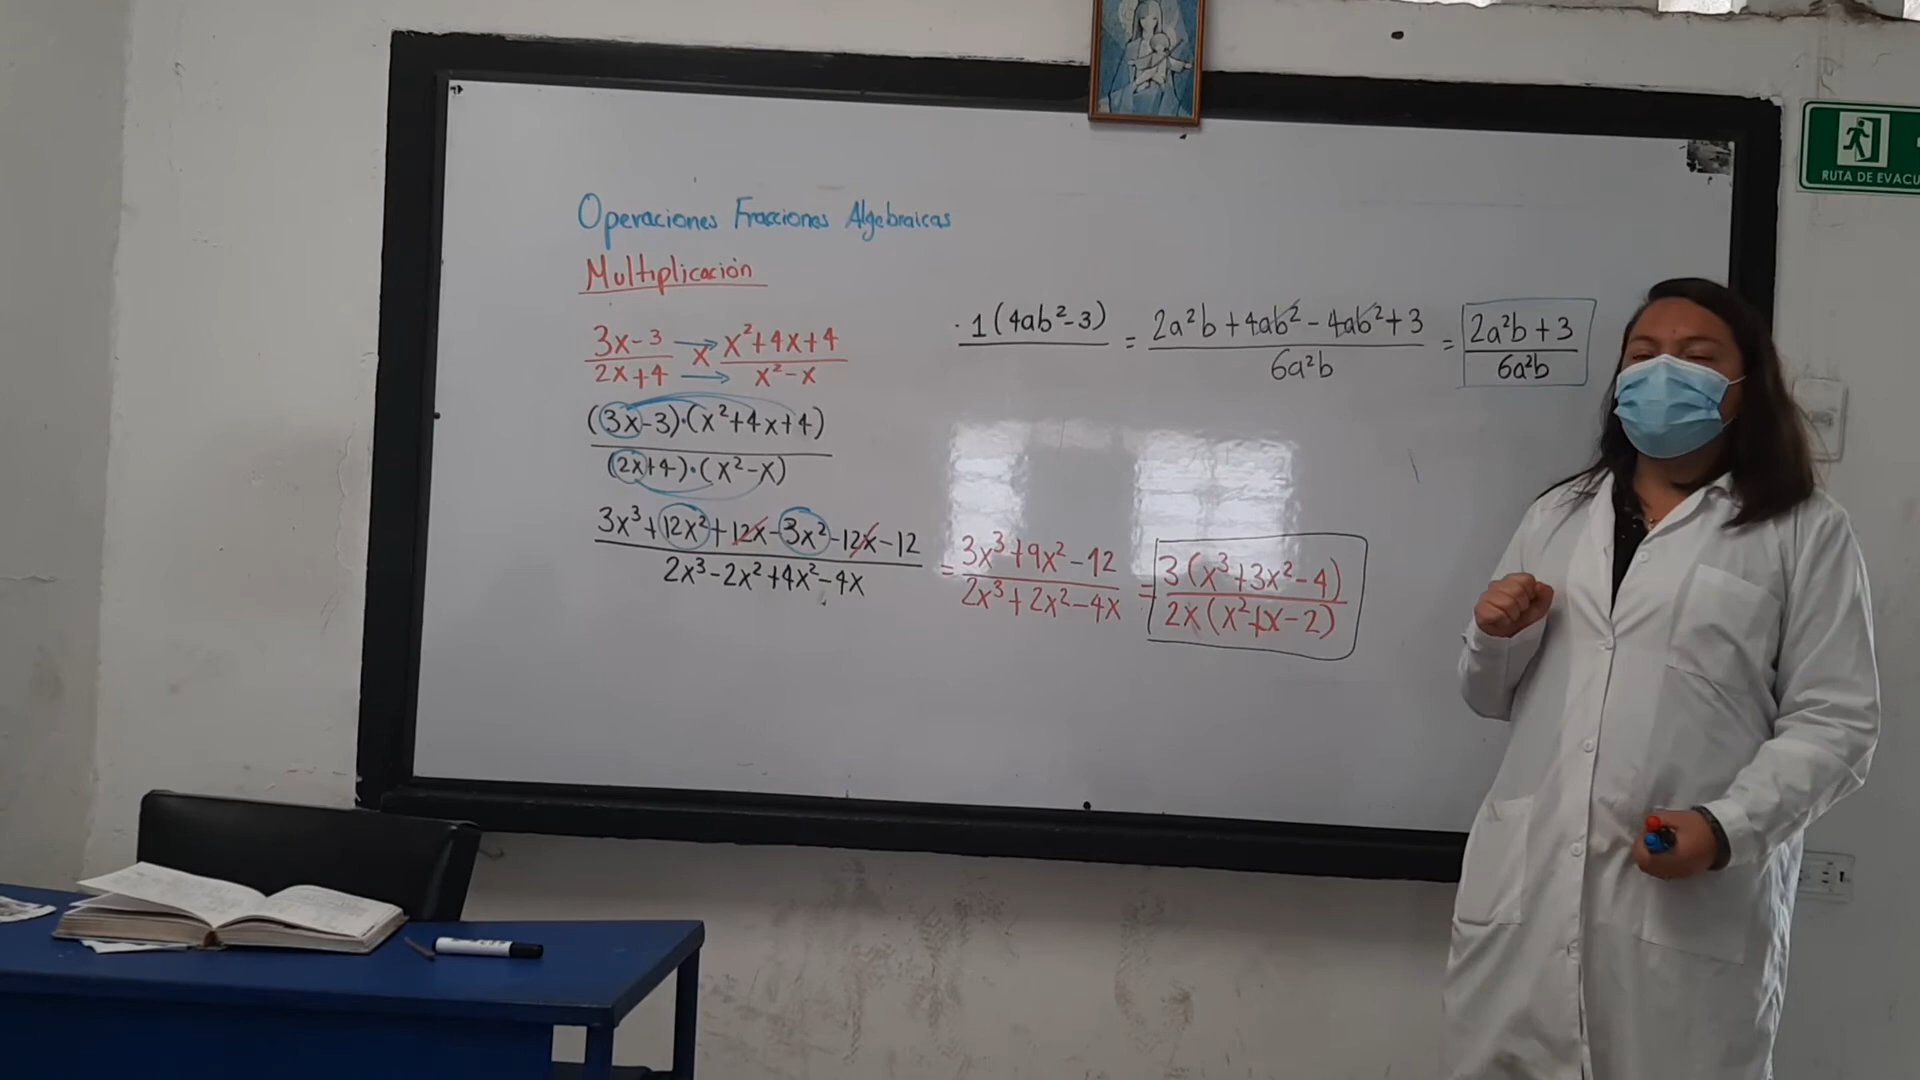 Operaciones Fracciones Algebraicas
Multiplicación
3x-3 → x x²+4x+4
2x+4 → x²-x
(3x-3)·(x²+4x+4)
(2x+4)·(x²-x)
3x³+12x²+12x-3x²-12x-12 = 3x³+9x²-12 = 3(x³+3x²-4)
2x³-2x²+4x²-4x 2x³+2x²-4x 2x(x²+x-2)
·1(4ab²-3) = 2a²b+4ab²-4ab²+3 = 2a²b+3
6a²b 6a²b
RUTA DE EVACU